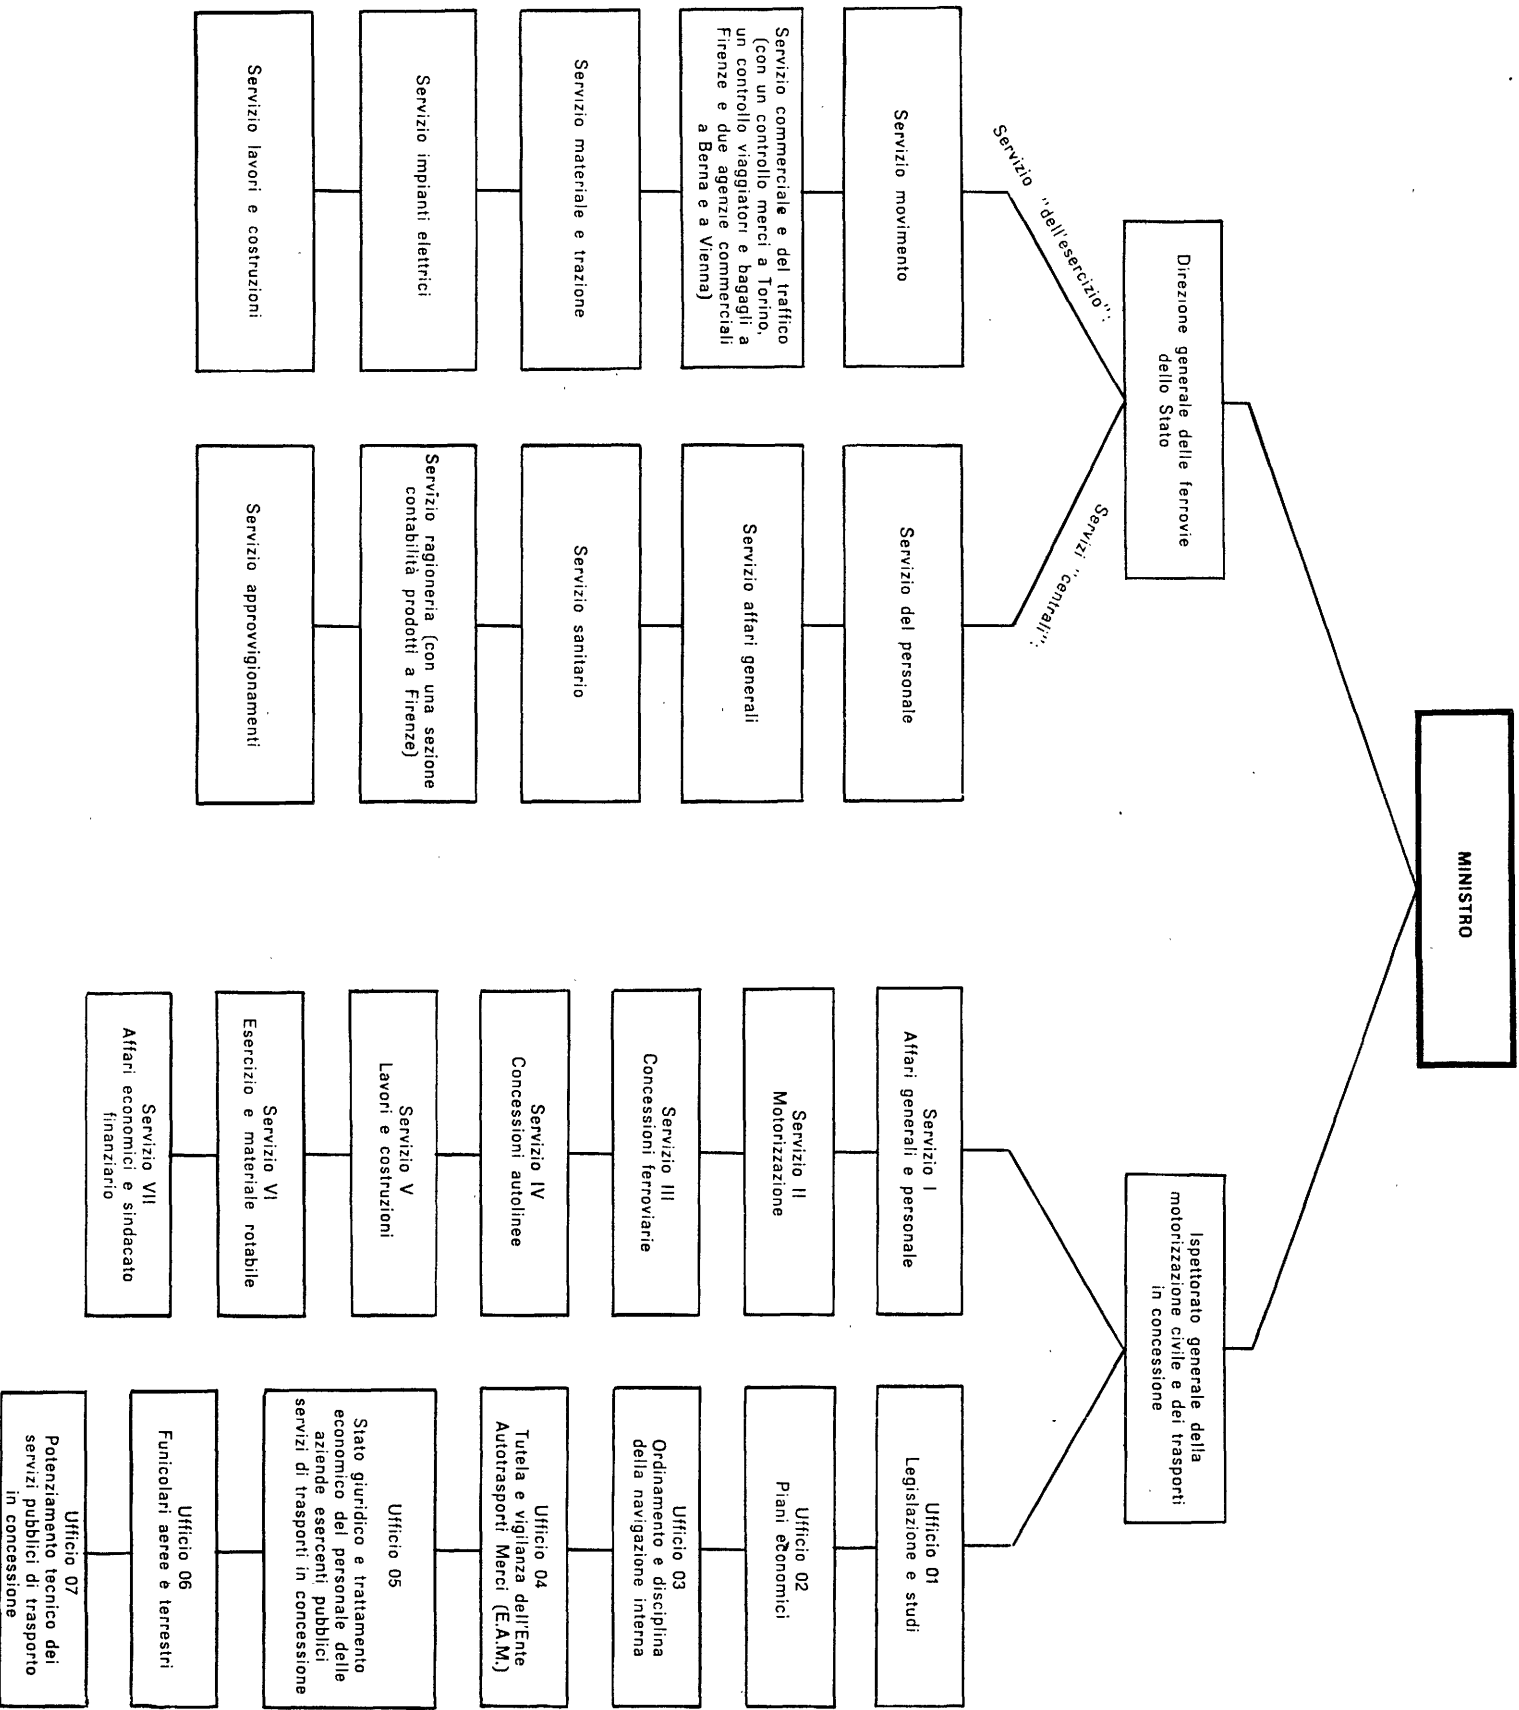 MINISTRO
Direzione generale delle ferrovie
dello Stato
Servizio "dell'esercizio":
Servizio movimento
Servizio commerciale e del traffico
(con un controllo merci a Torino,
un controllo viaggiatori e bagagli a
Firenze e due agenzie commerciali
a Berna e a Vienna)
Servizio materiale e trazione
Servizio impianti elettrici
Servizio lavori e costruzioni
Servizi "centrali":
Servizio del personale
Servizio affari generali
Servizio sanitario
Servizio ragioneria (con una sezione
contabilità prodotti a Firenze)
Servizio approvvigionamenti
Ispettorato generale della
motorizzazione civile e dei trasporti
in concessione
Servizio I
Affari generali e personale
Servizio II
Motorizzazione
Servizio III
Concessioni ferroviarie
Servizio IV
Concessioni autolinee
Servizio V
Lavori e costruzioni
Servizio VI
Esercizio e materiale rotabile
Servizio VII
Affari economici e sindacato
finanziario
Ufficio 01
Legislazione e studi
Ufficio 02
Piani economici
Ufficio 03
Ordinamento e disciplina
della navigazione interna
Ufficio 04
Tutela e vigilanza dell'Ente
Autotrasporti Merci (E.A.M.)
Ufficio 05
Stato giuridico e trattamento
economico del personale delle
aziende esercenti pubblici
servizi di trasporti in concessione
Ufficio 06
Funicolari aeree e terrestri
Ufficio 07
Potenziamento tecnico dei
servizi pubblici di trasporto
in concessione